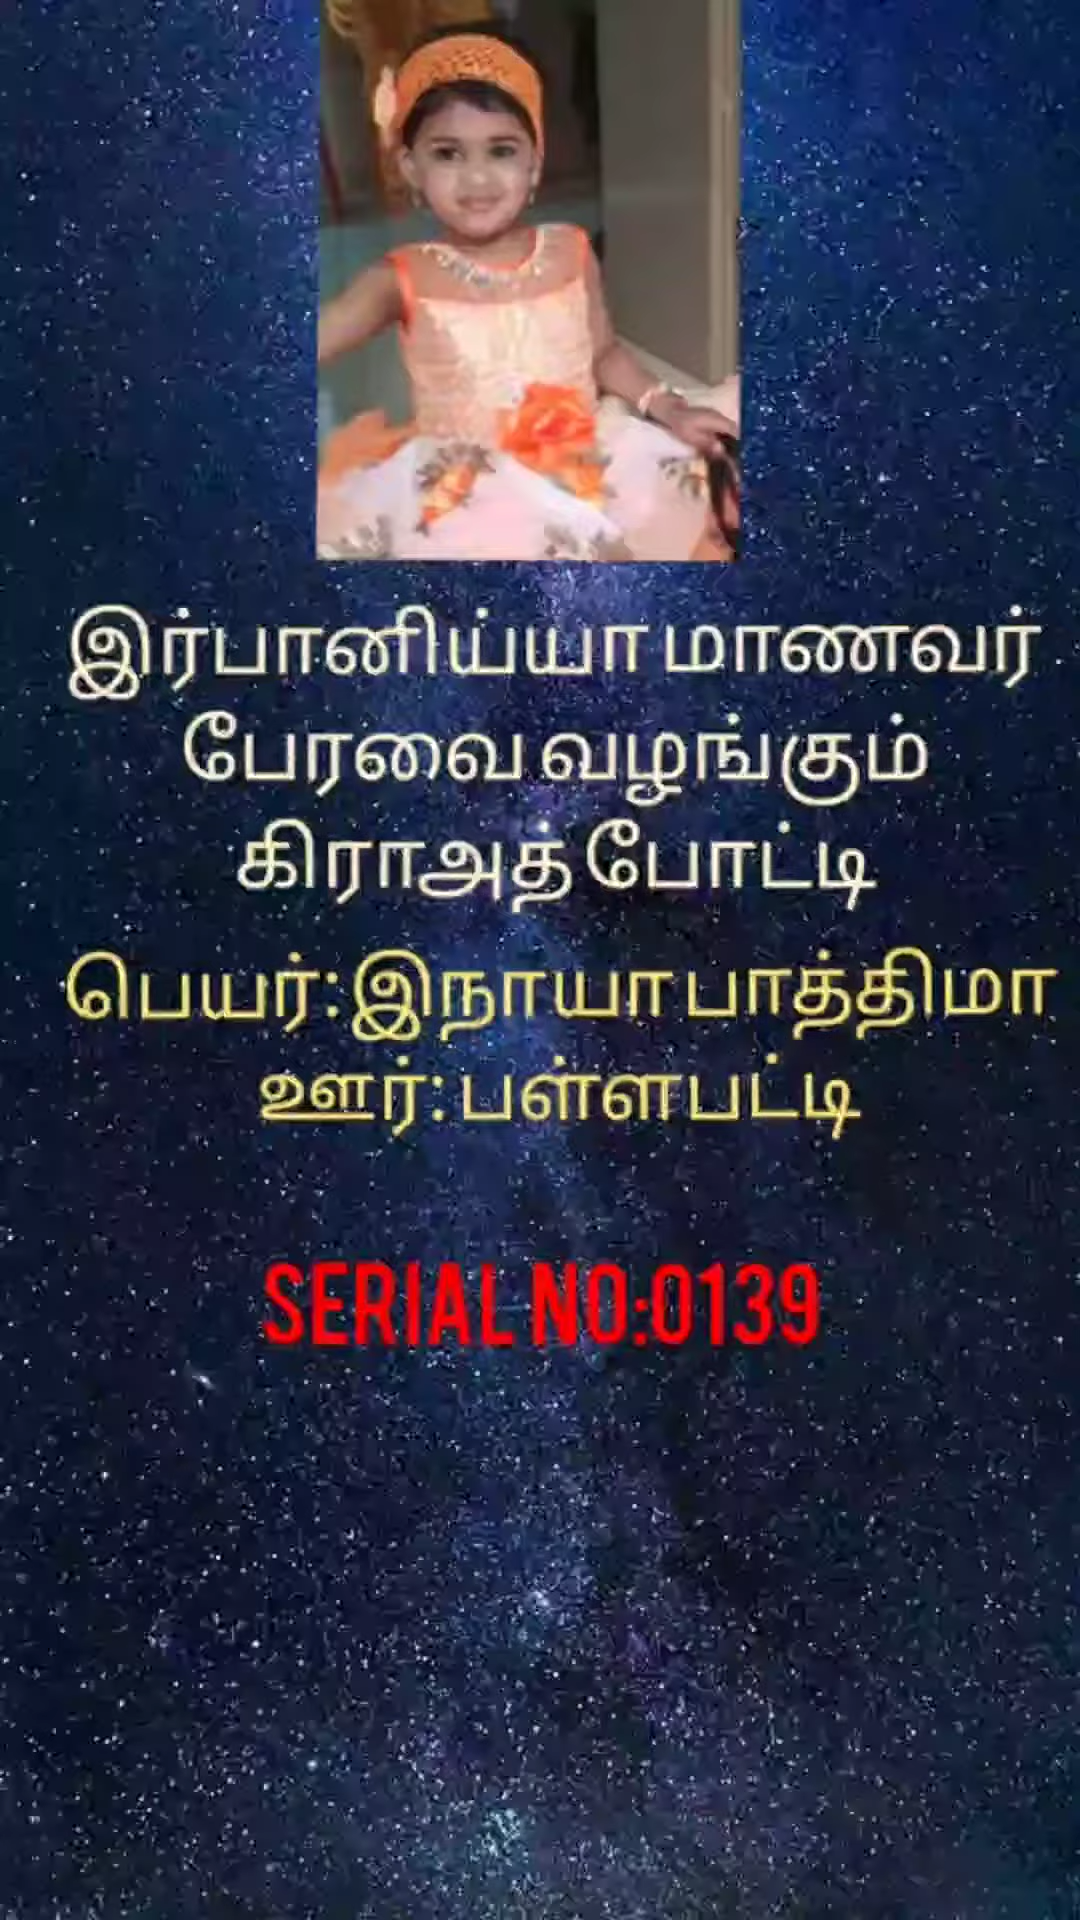 இர்பானிய்யா மாணவர்
பேரவை வழங்கும்
கிராஅத் போட்டி
பெயர்:இநாயா பாத்திமா
ஊர்:பள்ளபட்டி
SERIAL NO:0139